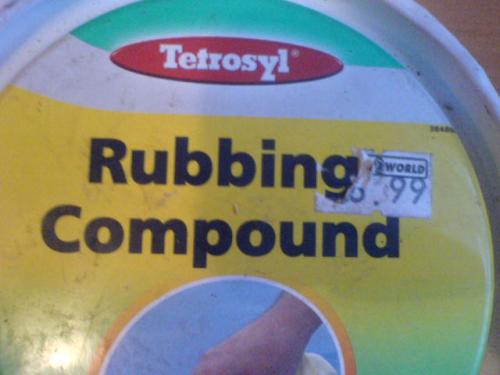 Tetrosyl®
Rubbing
WORLD
99
Compound